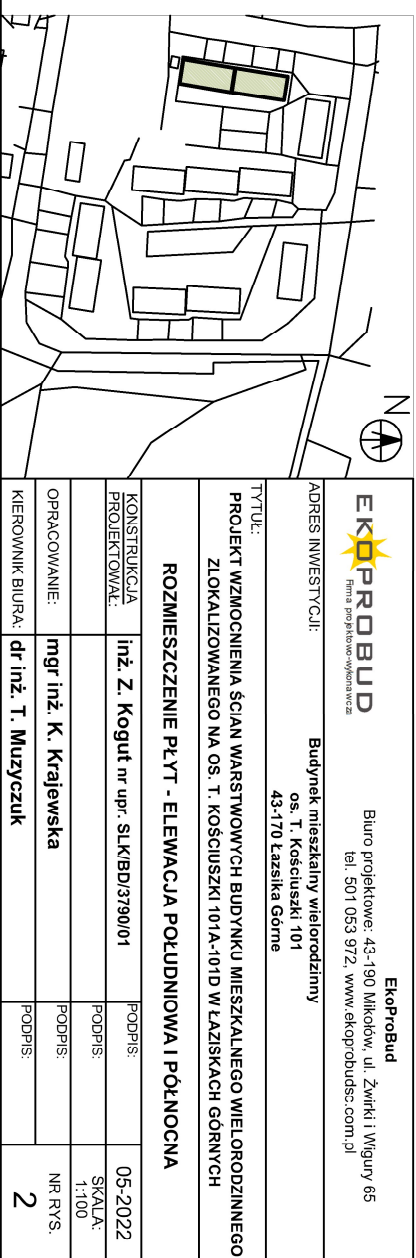 N
EKOPROBUD
Firma projektowo-wykonawcza
EkoProBud
Biuro projektowe: 43-190 Mikołów, ul. Żwirki i Wigury 65
tel. 501 053 972, www.ekoprobudsc.com.pl
ADRES INWESTYCJI:
Budynek mieszkalny wielorodzinny
os. T. Kościuszki 101
43-170 Łazsika Górne
TYTUŁ:
PROJEKT WZMOCNIENIA ŚCIAN WARSTWOWYCH BUDYNKU MIESZKALNEGO WIELORODZINNEGO
ZLOKALIZOWANEGO NA OS. T. KOŚCIUSZKI 101A-101D W ŁAZISKACH GÓRNYCH
ROZMIESZCZENIE PŁYT - ELEWACJA POŁUDNIOWA I PÓŁNOCNA
KONSTRUKCJA
PROJEKTOWAŁ:
inż. Z. Kogut nr upr. SLK/BD/3790/01
PODPIS:
05-2022
PODPIS:
SKALA:
1:100
OPRACOWANIE:
mgr inż. K. Krajewska
PODPIS:
NR RYS.
2
KIEROWNIK BIURA:
dr inż. T. Muzyczuk
PODPIS: